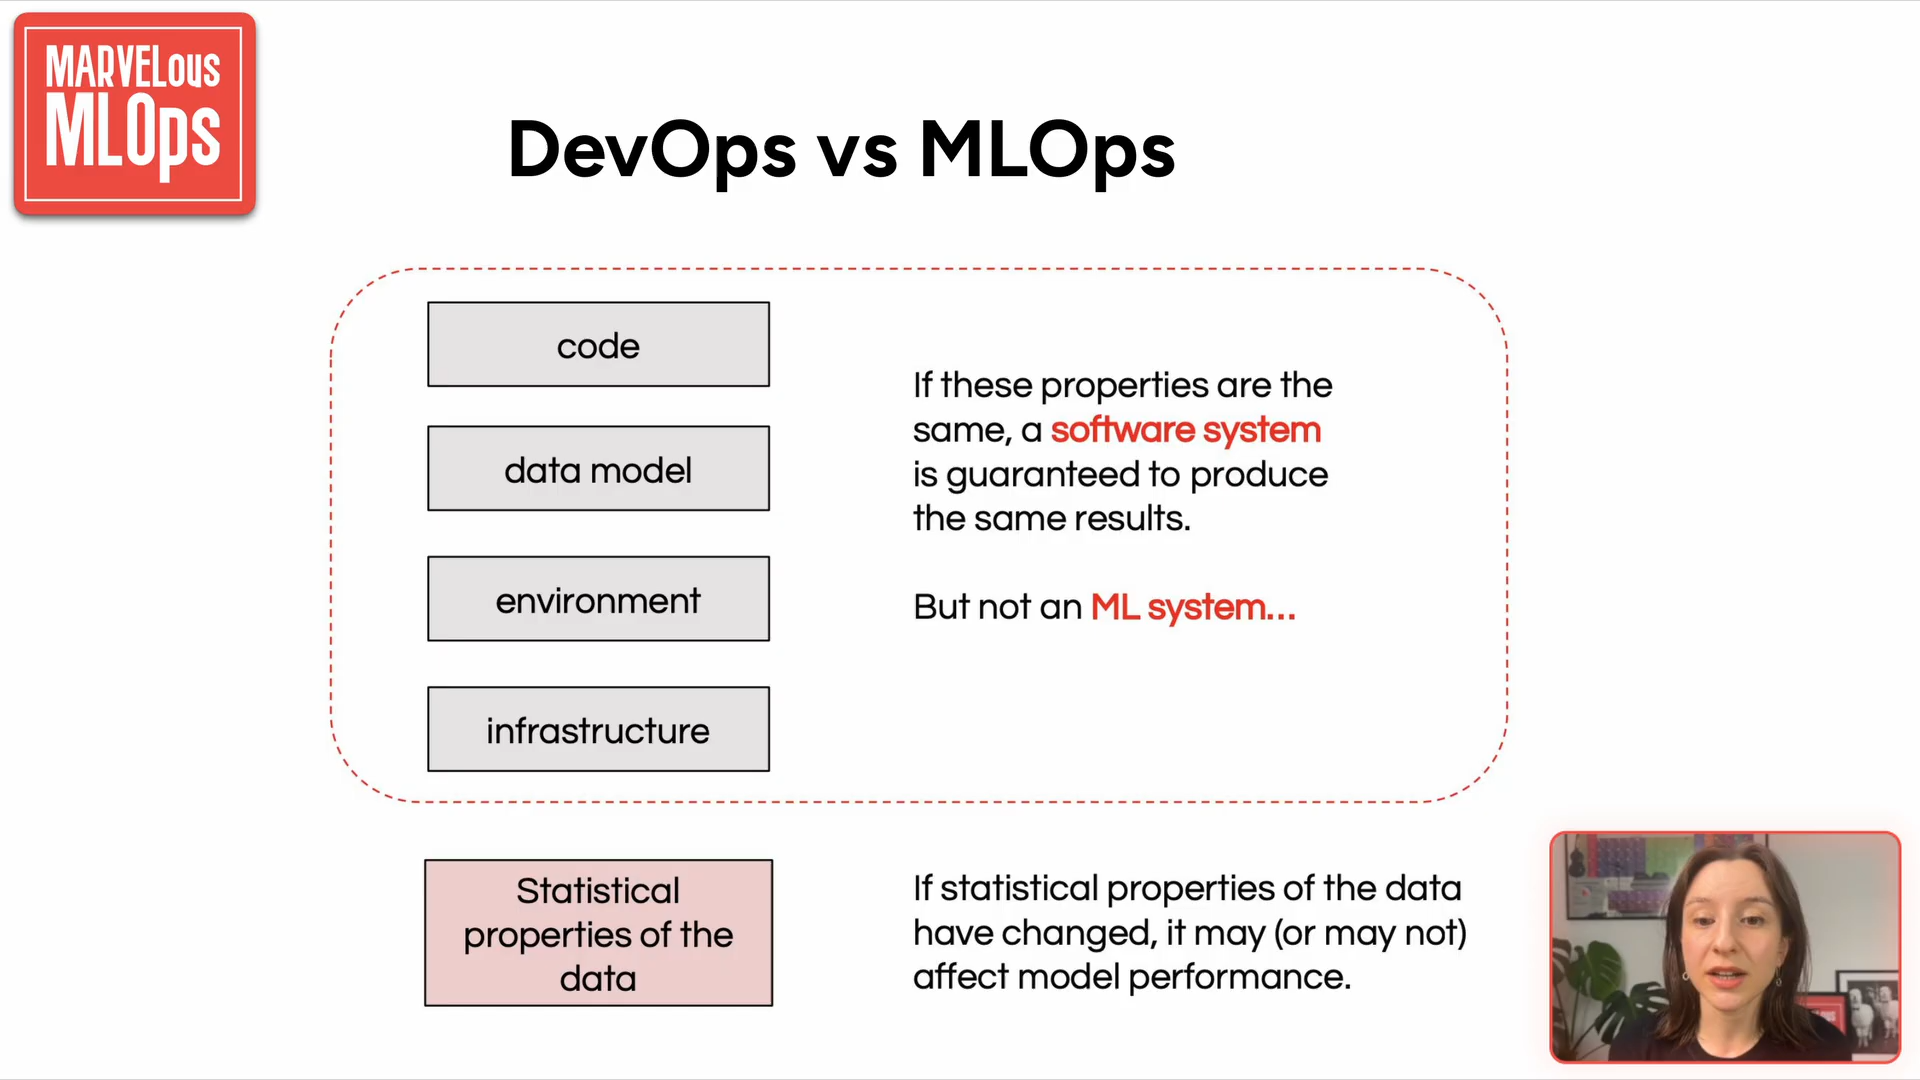 MARVELous
MLOps
DevOps vs MLOps
code
data model
environment
infrastructure
If these properties are the
same, a software system
is guaranteed to produce
the same results.
But not an ML system...
Statistical
properties of the
data
If statistical properties of the data
have changed, it may (or may not)
affect model performance.